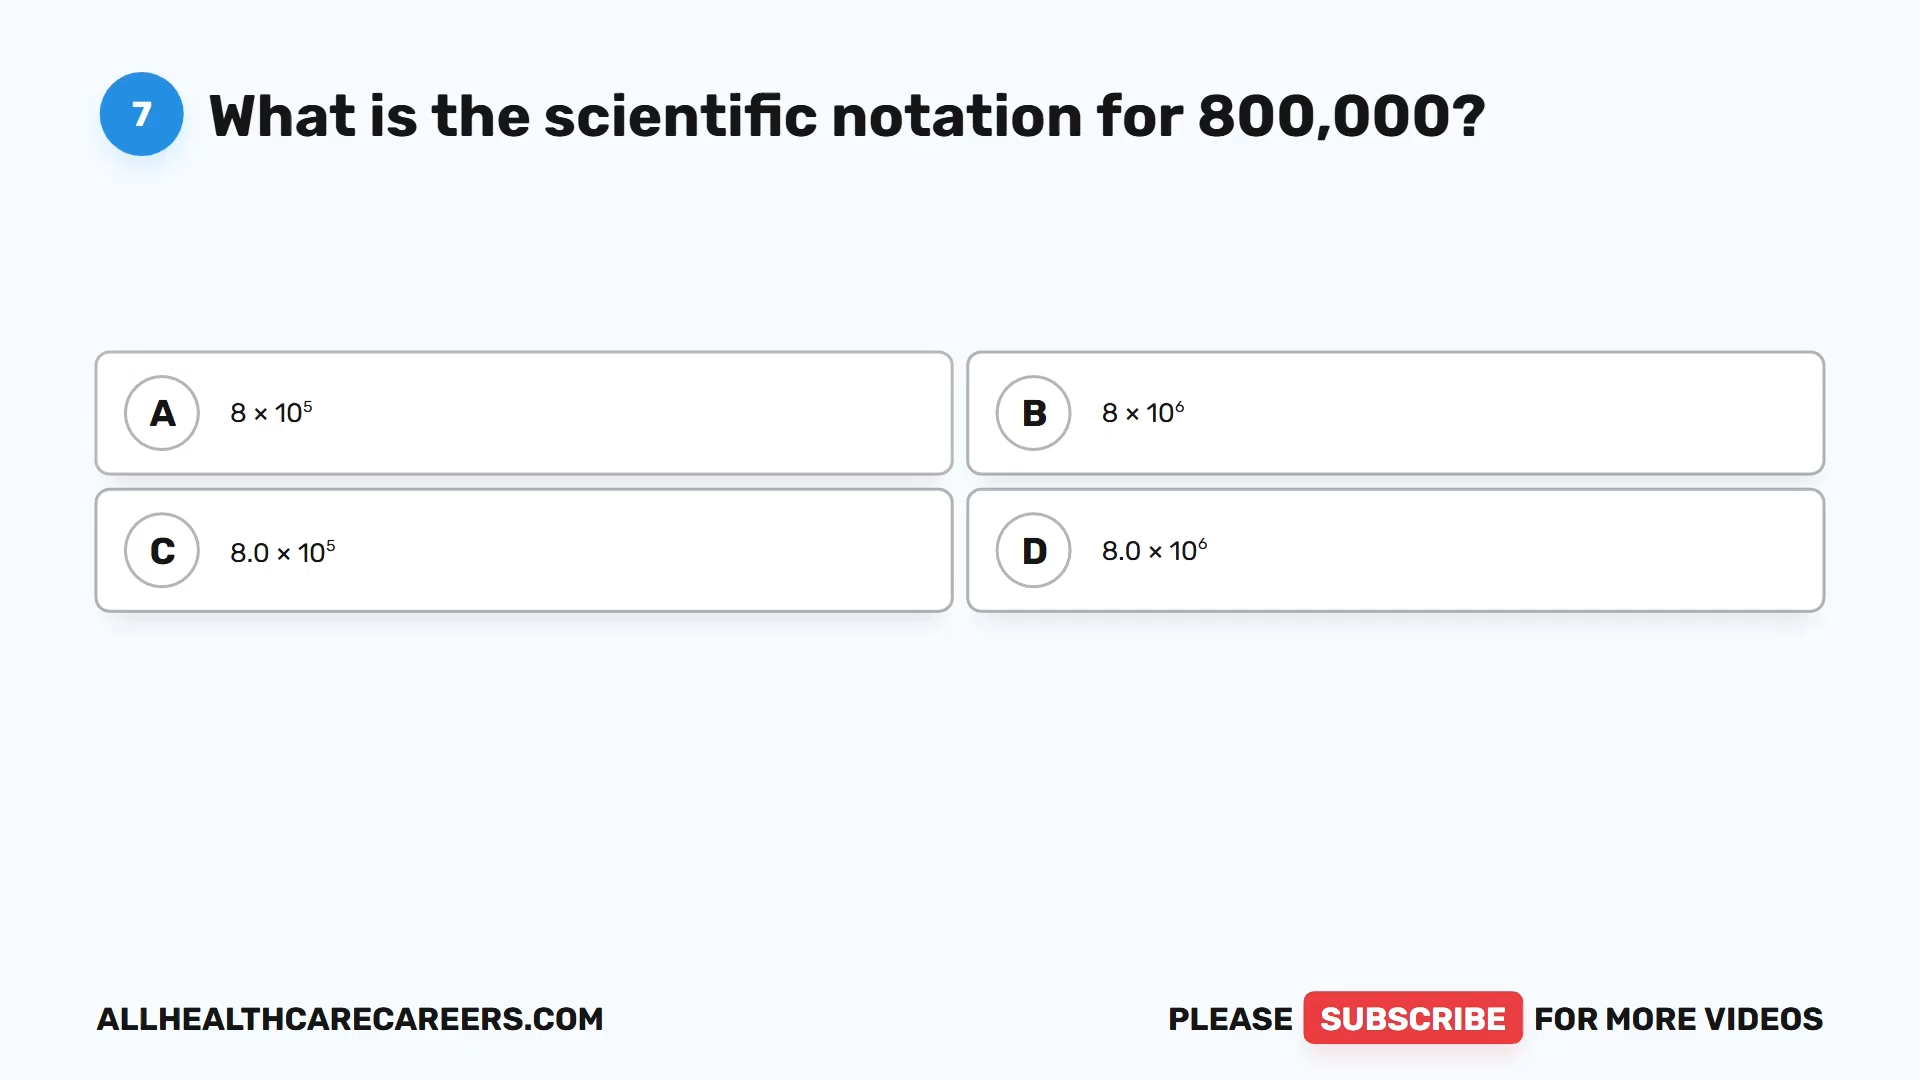 7 What is the scientific notation for 800,000?
A 8 × 10⁵
B 8 × 10⁶
C 8.0 × 10⁵
D 8.0 × 10⁶
ALLHEALTHCARECAREERS.COM
PLEASE SUBSCRIBE FOR MORE VIDEOS